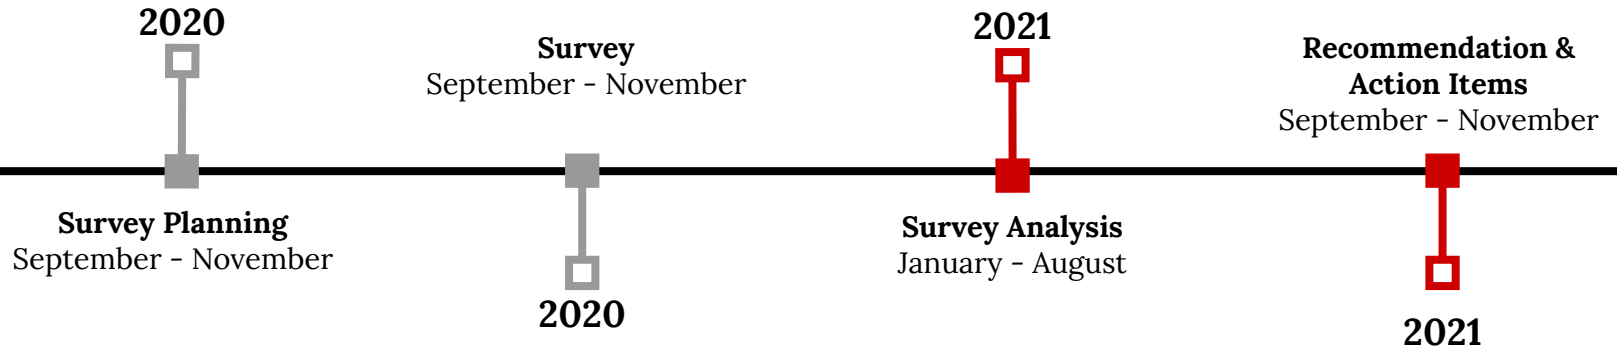 2020
Survey Planning
September - November
Survey
September - November
2020
2021
Survey Analysis
January - August
Recommendation &
Action Items
September - November
2021